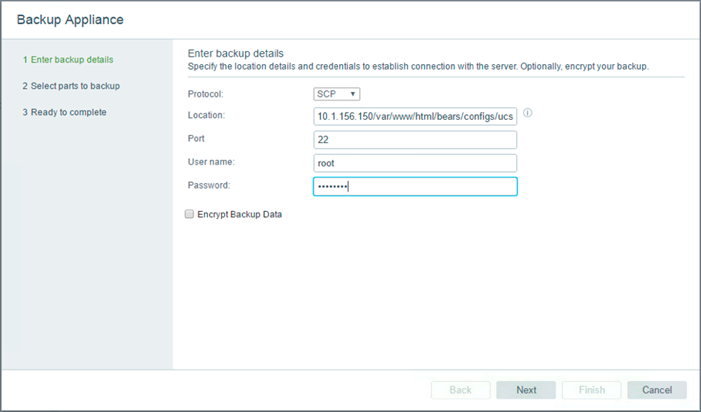 Backup Appliance
1 Enter backup details
2 Select parts to backup
3 Ready to complete
Enter backup details
Specify the location details and credentials to establish connection with the server. Optionally, encrypt your backup.
Protocol: SCP
Location: 10.1.156.150/var/www/html/bears/configs/ucs
Port 22
User name: root
Password: ••••••••
Encrypt Backup Data
Back Next Finish Cancel